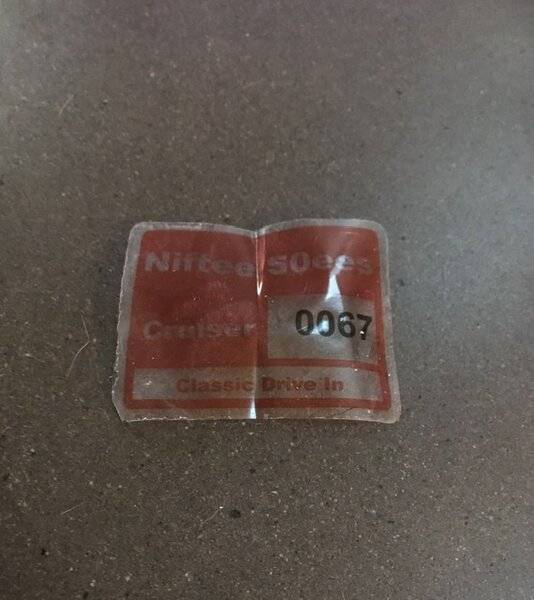 Niftee 50ees
Cruiser 0067
Classic Drive In